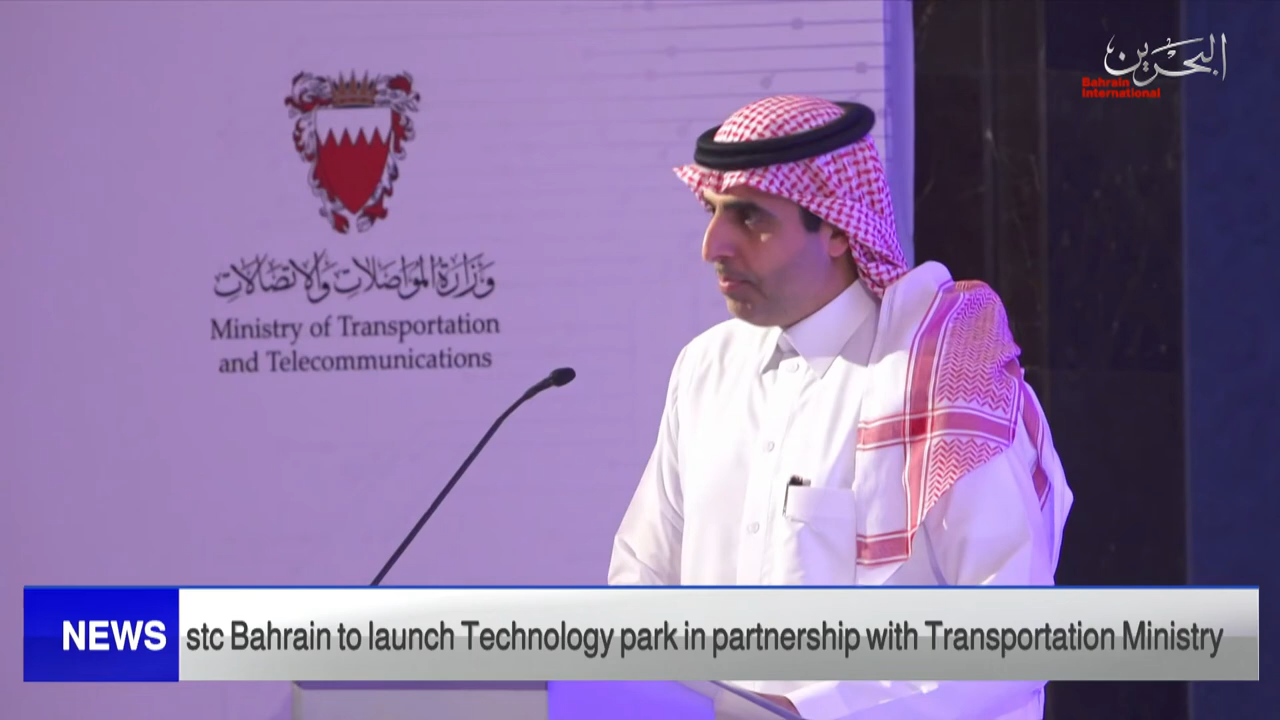 البحرين
Bahrain
International
وزارة المواصلات والاتصالات
Ministry of Transportation
and Telecommunications
NEWS stc Bahrain to launch Technology park in partnership with Transportation Ministry